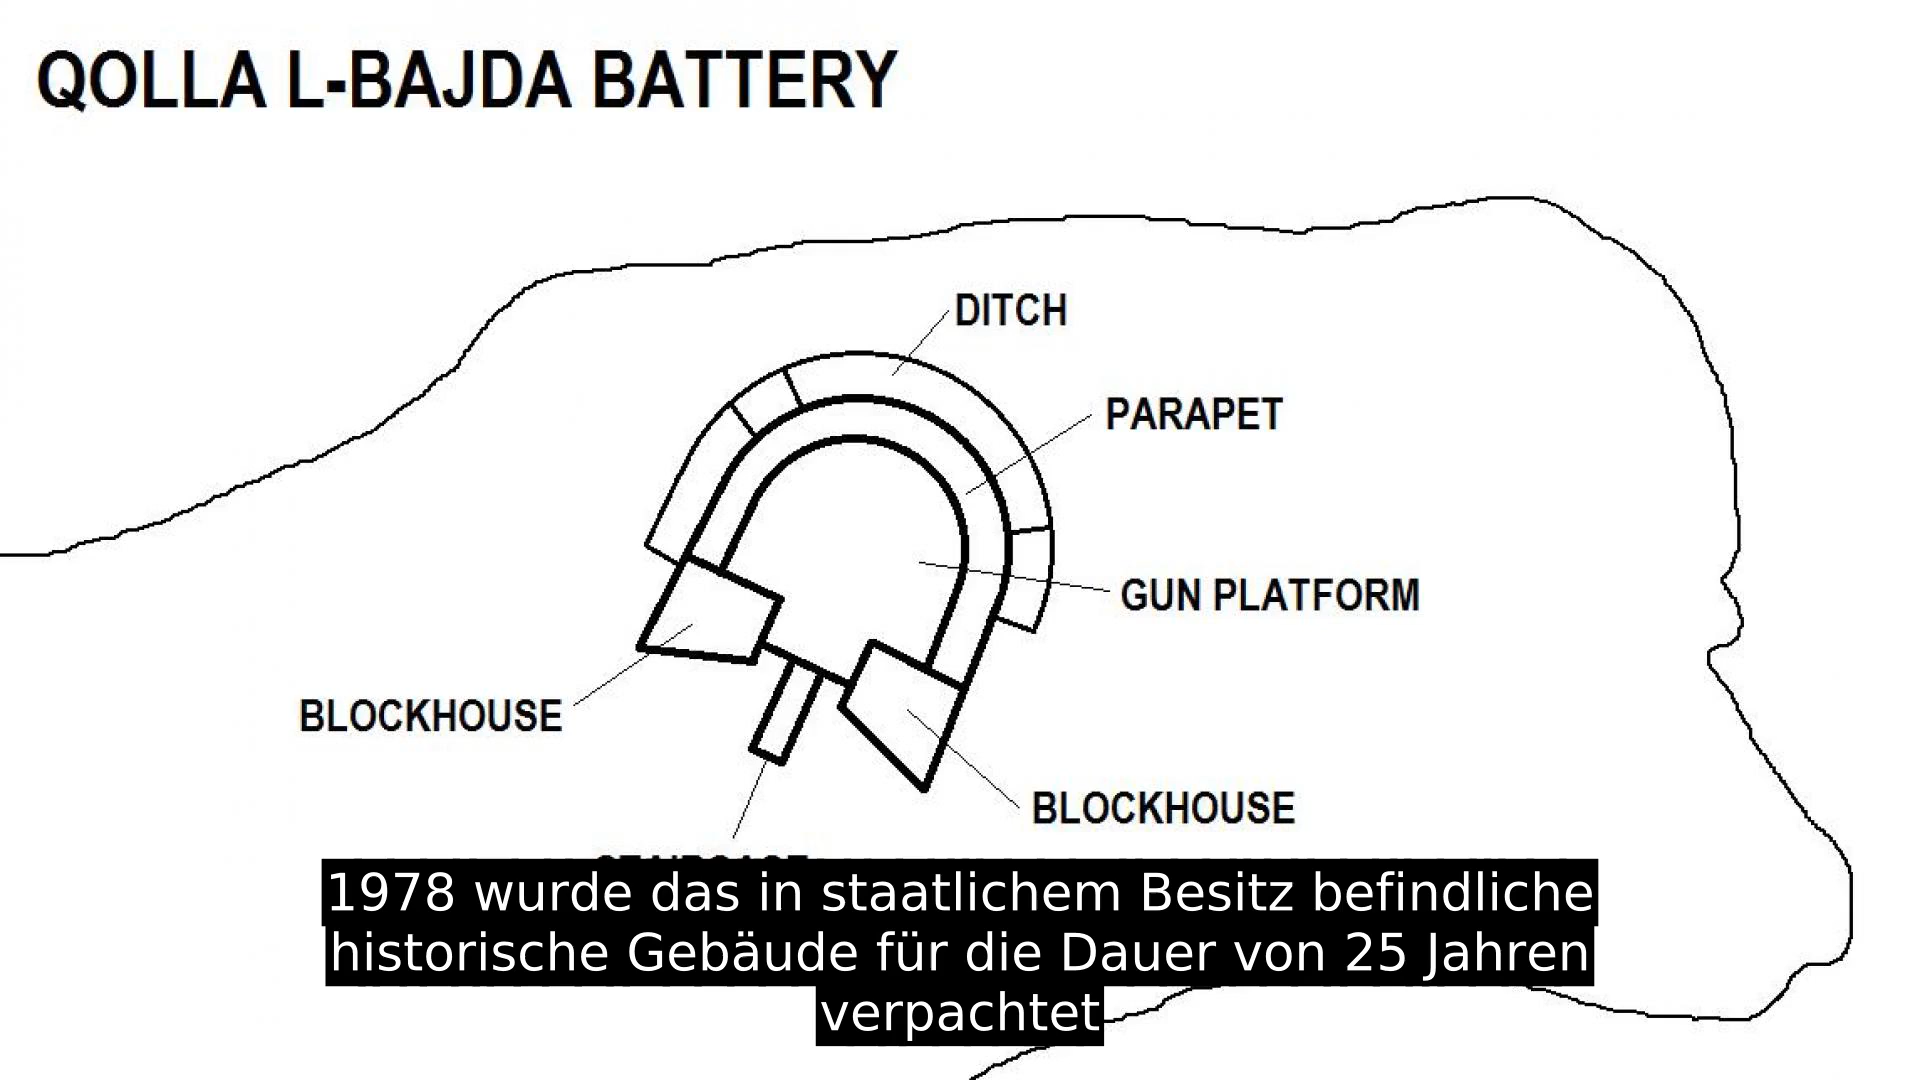 QOLLA L-BAJDA BATTERY
DITCH
PARAPET
GUN PLATFORM
BLOCKHOUSE
BLOCKHOUSE
1978 wurde das in staatlichem Besitz befindliche
historische Gebäude für die Dauer von 25 Jahren
verpachtet